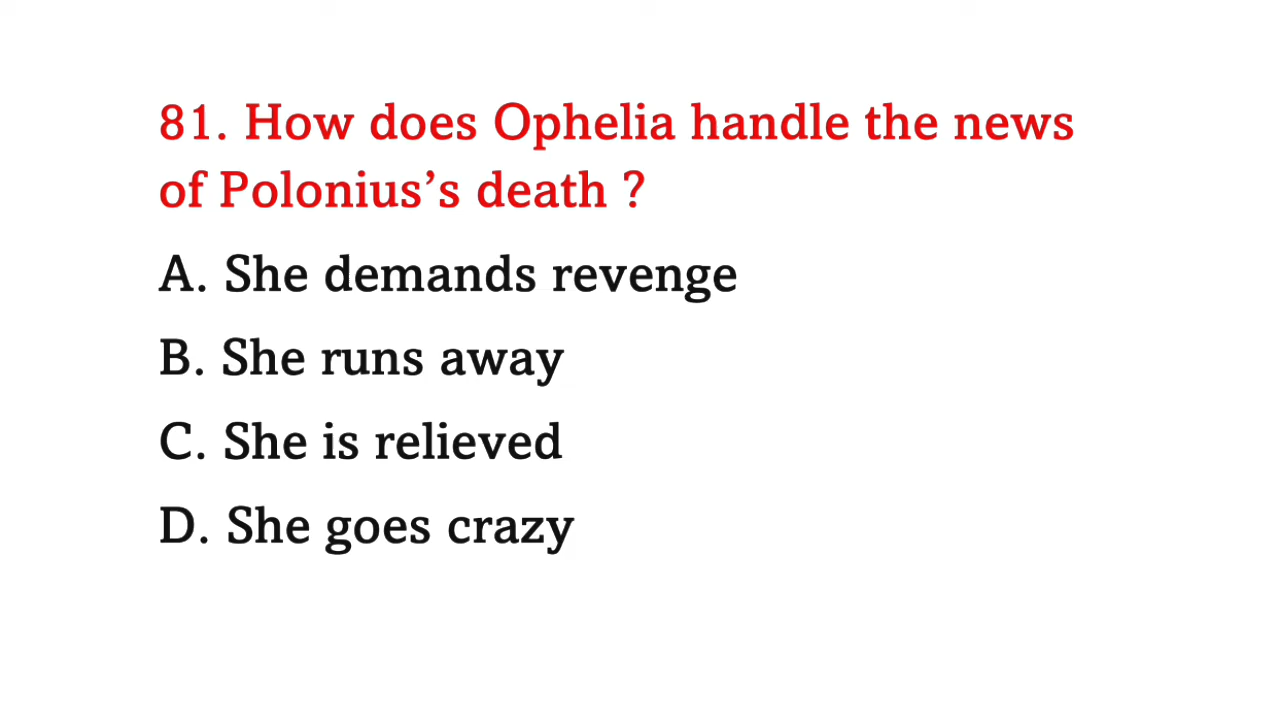 81. How does Ophelia handle the news
of Polonius’s death ?
A. She demands revenge
B. She runs away
C. She is relieved
D. She goes crazy